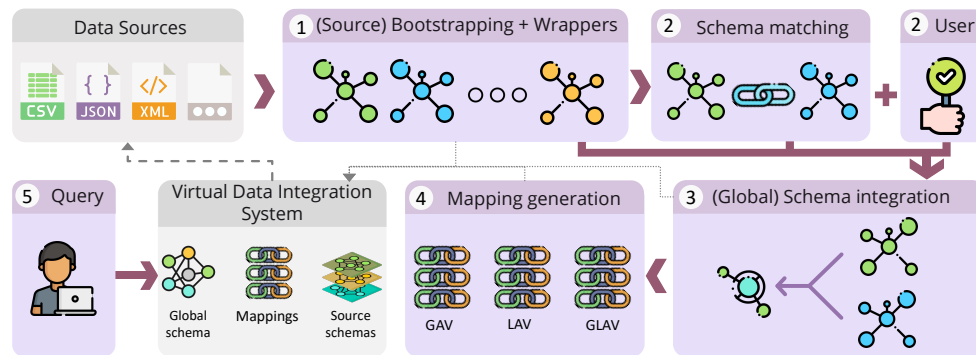 Data Sources
CSV
JSON
XML
1 (Source) Bootstrapping + Wrappers
2 Schema matching
2 User
5 Query
Virtual Data Integration
System
Global
schema
Mappings
Source
schemas
4 Mapping generation
GAV
LAV
GLAV
3 (Global) Schema integration